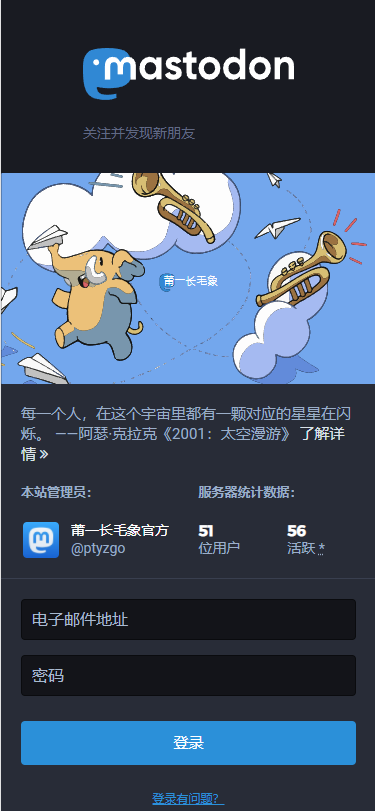 mastodon
关注并发现新朋友
莆一长毛象
每一个人，在这个宇宙里都有一颗对应的星星在闪
烁。 ——阿瑟·克拉克《2001：太空漫游》 了解详
情 »
本站管理员：
莆一长毛象官方
@ptyzgo
服务器统计数据：
51
位用户
56
活跃 *
电子邮件地址
密码
登录
登录有问题？